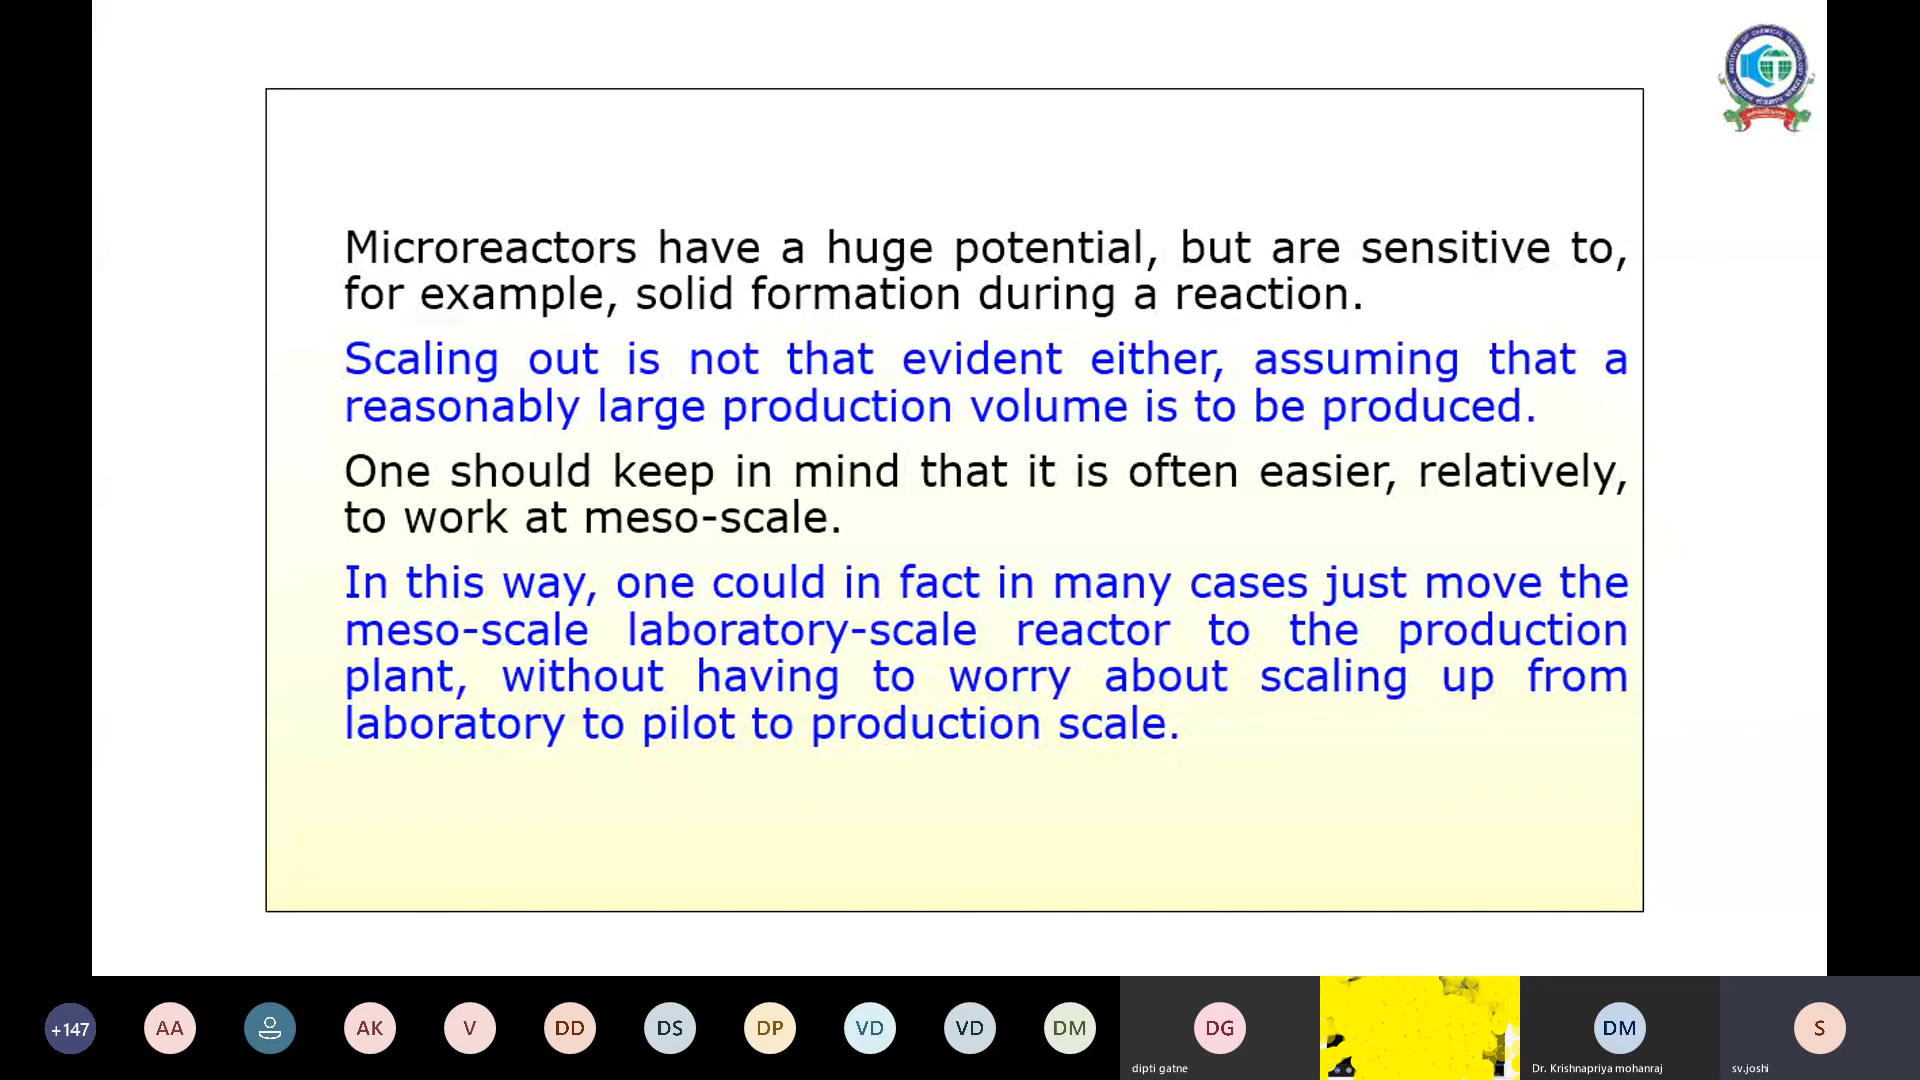 Microreactors have a huge potential, but are sensitive to,
for example, solid formation during a reaction.
Scaling out is not that evident either, assuming that a
reasonably large production volume is to be produced.
One should keep in mind that it is often easier, relatively,
to work at meso-scale.
In this way, one could in fact in many cases just move the
meso-scale laboratory-scale reactor to the production
plant, without having to worry about scaling up from
laboratory to pilot to production scale.
+147 AA AK V DD DS DP VD VD DM DG DM S
dipti gatne Dr. Krishnapriya mohanraj sv.joshi